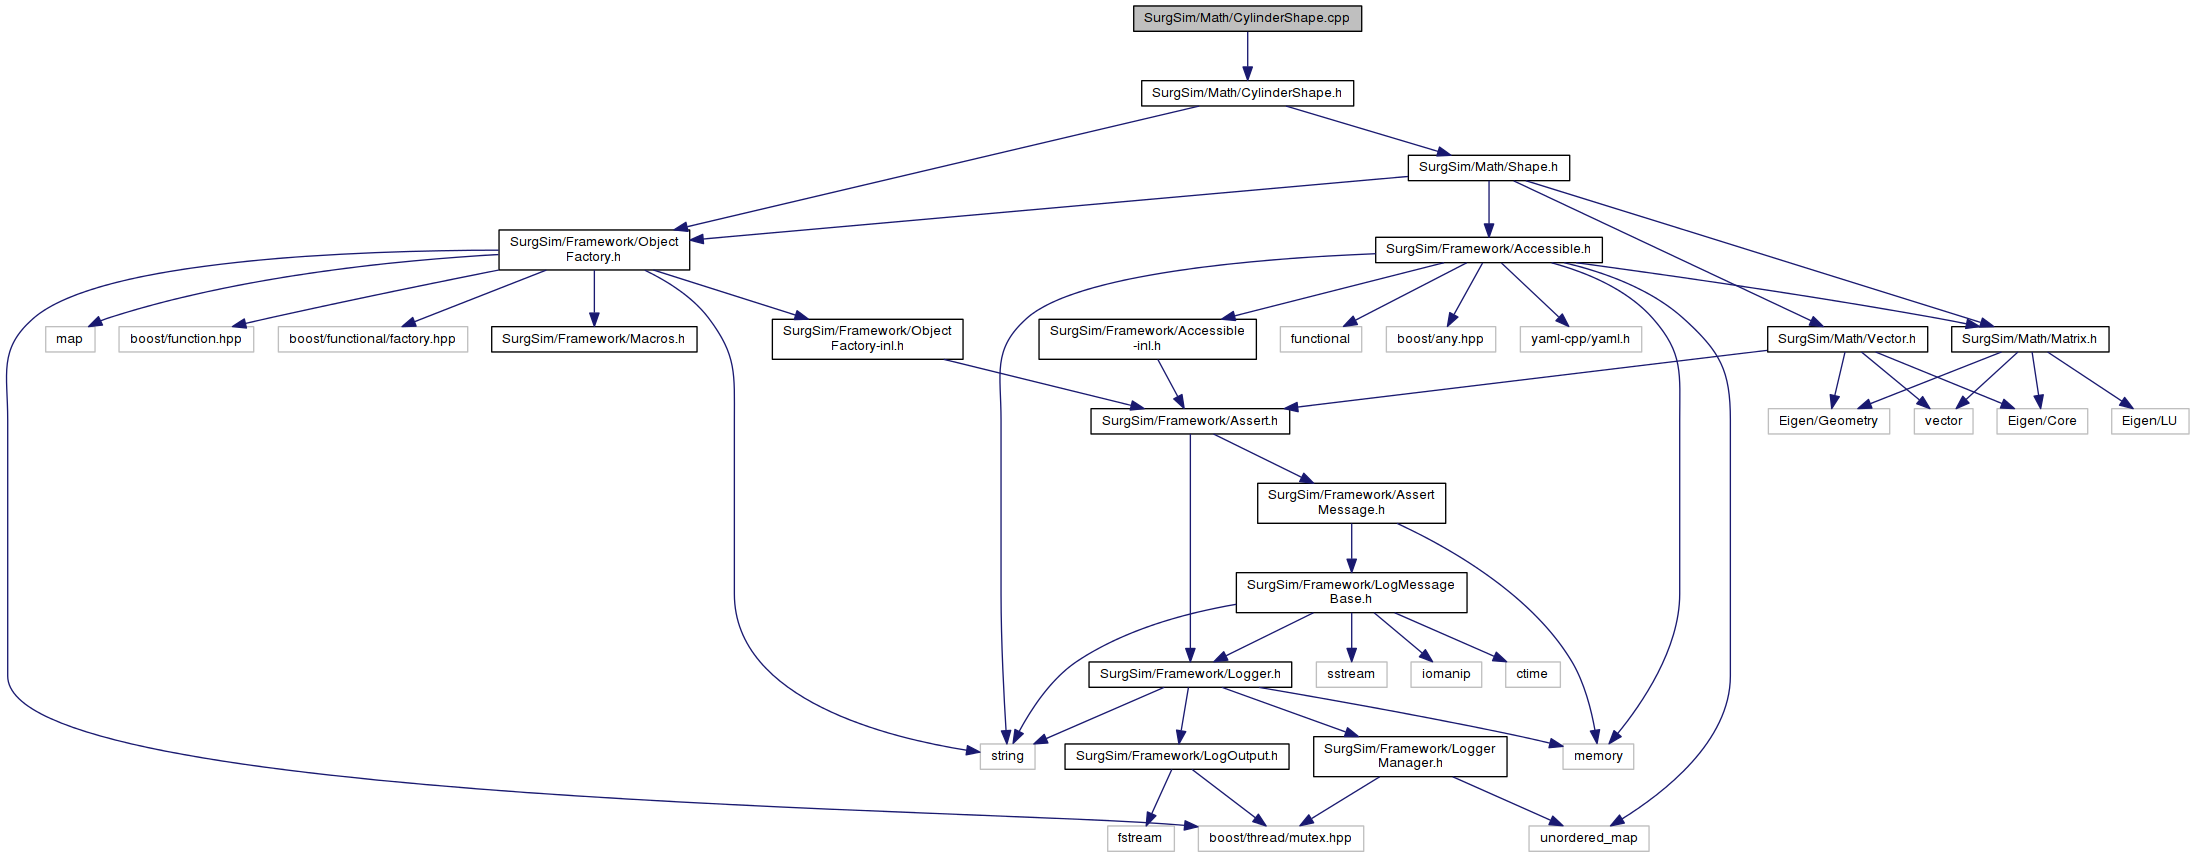 SurgSim/Math/CylinderShape.cpp
SurgSim/Math/CylinderShape.h
SurgSim/Math/Shape.h
SurgSim/Framework/Object
Factory.h
SurgSim/Framework/Accessible.h
map
boost/function.hpp
boost/functional/factory.hpp
SurgSim/Framework/Macros.h
SurgSim/Framework/Object
Factory-inl.h
SurgSim/Framework/Accessible
-inl.h
functional
boost/any.hpp
yaml-cpp/yaml.h
SurgSim/Math/Vector.h
SurgSim/Math/Matrix.h
SurgSim/Framework/Assert.h
Eigen/Geometry
vector
Eigen/Core
Eigen/LU
SurgSim/Framework/Assert
Message.h
SurgSim/Framework/LogMessage
Base.h
SurgSim/Framework/Logger.h
sstream
iomanip
ctime
string
SurgSim/Framework/LogOutput.h
SurgSim/Framework/Logger
Manager.h
memory
fstream
boost/thread/mutex.hpp
unordered_map